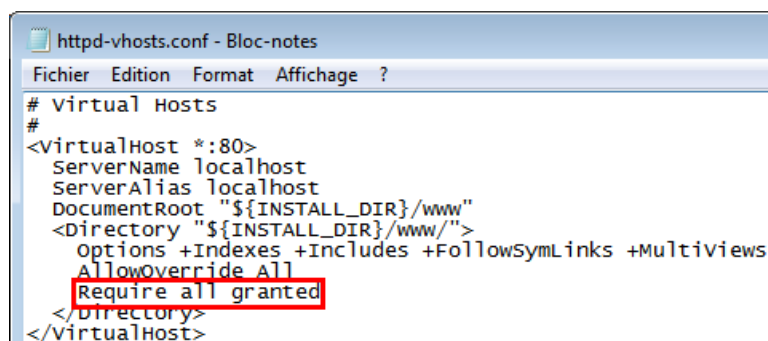 httpd-vhosts.conf - Bloc-notes
Fichier Edition Format Affichage ?
# Virtual Hosts
#
<VirtualHost *:80>
  ServerName localhost
  ServerAlias localhost
  DocumentRoot "${INSTALL_DIR}/www"
  <Directory "${INSTALL_DIR}/www/">
    Options +Indexes +Includes +FollowSymLinks +MultiViews
    AllowOverride All
    Require all granted
  </Directory>
</VirtualHost>